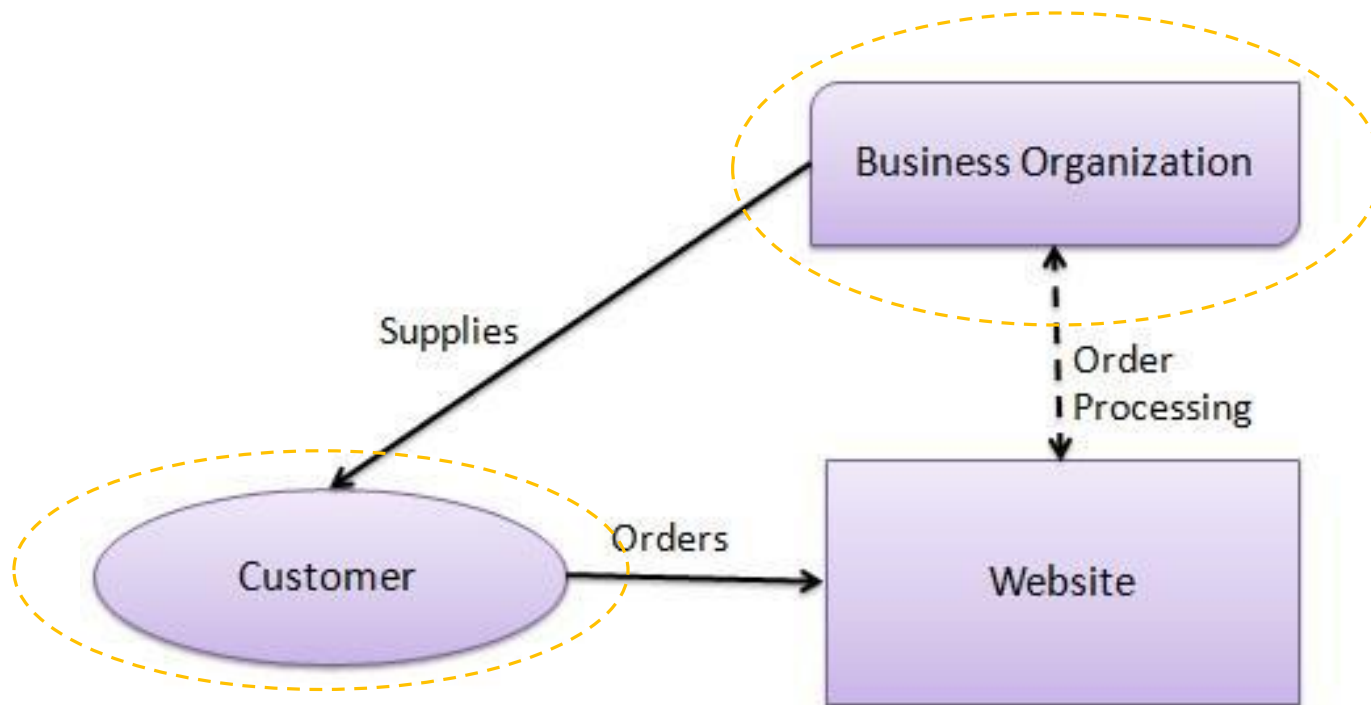 Business Organization
Supplies
Order
Processing
Orders
Customer
Website